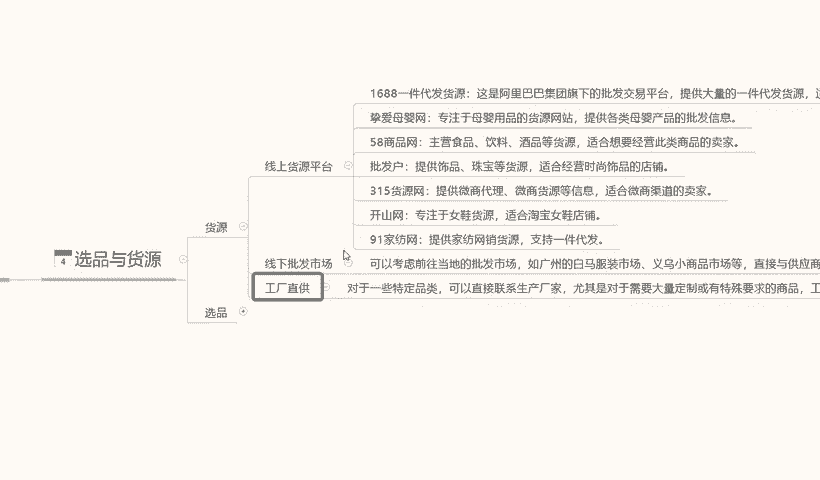 1688一件代发货源：这是阿里巴巴集团旗下的批发交易平台，提供大量的一件代发货源，
挚爱母婴网：专注于母婴用品的货源网站，提供各类母婴产品的批发信息。
58商品网：主营食品、饮料、酒品等货源，适合想要经营此类商品的卖家。
线上货源平台
批发户：提供饰品、珠宝等货源，适合经营时尚饰品的店铺。
315货源网：提供微商代理、微商货源等信息，适合微商渠道的卖家。
开山网：专注于女鞋货源，适合淘宝女鞋店铺。
货源
91家纺网：提供家纺网销货源，支持一件代发。
4 选品与货源
线下批发市场
可以考虑前往当地的批发市场，如广州的白马服装市场、义乌小商品市场等，直接与供应商
工厂直供
对于一些特定品类，可以直接联系生产厂家，尤其是对于需要大量定制或有特殊要求的商品，工
选品